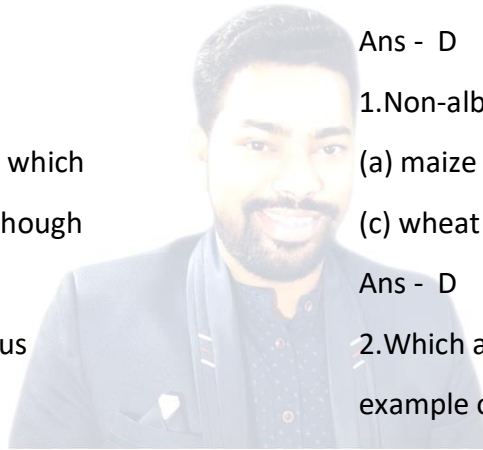 which
hough
us
Ans - D
1.Non-alb
(a) maize
(c) wheat
Ans - D
2.Which a
example